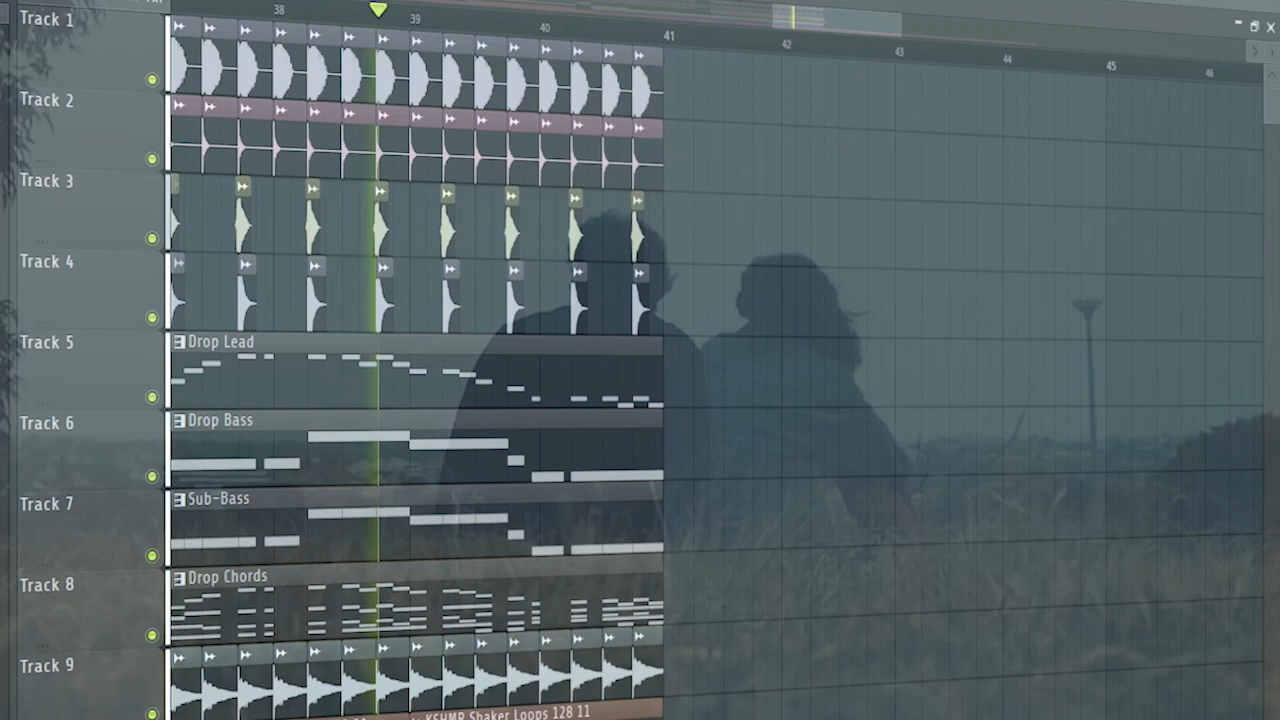 38 39 40 41 42 43 44 45 46
Track 1
Track 2
Track 3
Track 4
Track 5
Drop Lead
Track 6
Drop Bass
Track 7
Sub-Bass
Track 8
Drop Chords
Track 9
KSHMR Shaker Loops 128 11